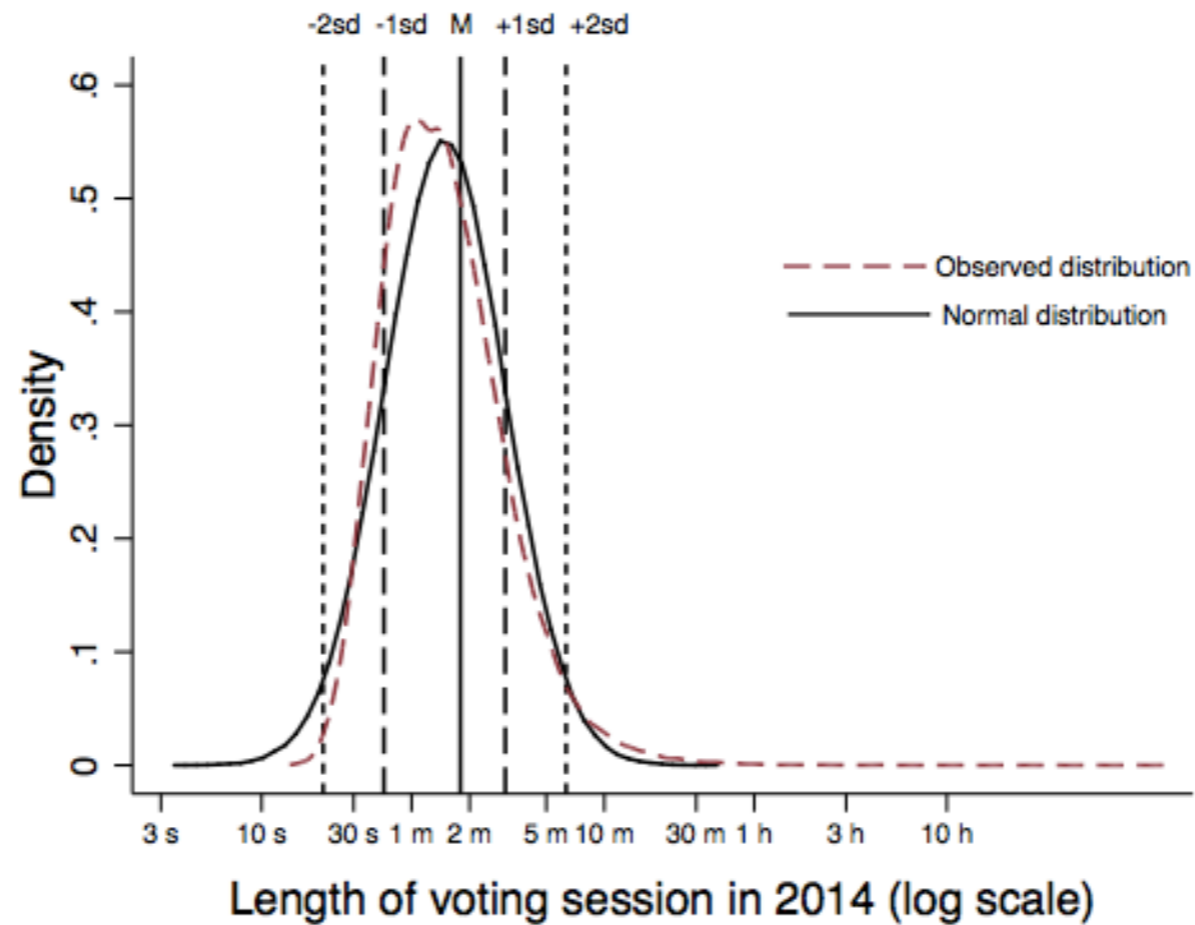 -2sd -1sd M +1sd +2sd
.6
.5
.4
.3
.2
.1
0
Density
Observed distribution
Normal distribution
3 s 10 s 30 s 1 m 2 m 5 m 10 m 30 m 1 h 3 h 10 h
Length of voting session in 2014 (log scale)